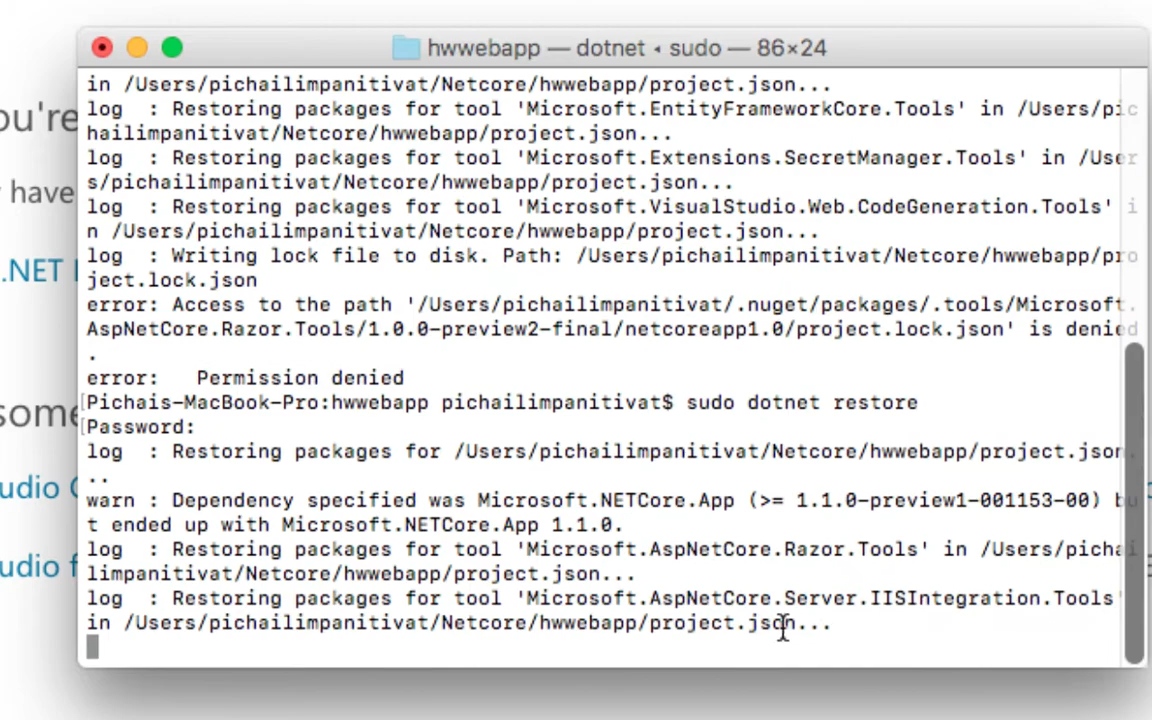 hwwebapp — dotnet ◂ sudo — 86×24
in /Users/pichailimpanitivat/Netcore/hwwebapp/project.json...
log  : Restoring packages for tool 'Microsoft.EntityFrameworkCore.Tools' in /Users/pic
hailimpanitivat/Netcore/hwwebapp/project.json...
log  : Restoring packages for tool 'Microsoft.Extensions.SecretManager.Tools' in /User
s/pichailimpanitivat/Netcore/hwwebapp/project.json...
log  : Restoring packages for tool 'Microsoft.VisualStudio.Web.CodeGeneration.Tools' i
n /Users/pichailimpanitivat/Netcore/hwwebapp/project.json...
log  : Writing lock file to disk. Path: /Users/pichailimpanitivat/Netcore/hwwebapp/pro
ject.lock.json
error: Access to the path '/Users/pichailimpanitivat/.nuget/packages/.tools/Microsoft.
AspNetCore.Razor.Tools/1.0.0-preview2-final/netcoreapp1.0/project.lock.json' is denied
.
error:   Permission denied
[Pichais-MacBook-Pro:hwwebapp pichailimpanitivat$ sudo dotnet restore
[Password:
log  : Restoring packages for /Users/pichailimpanitivat/Netcore/hwwebapp/project.json.
..
warn : Dependency specified was Microsoft.NETCore.App (>= 1.1.0-preview1-001153-00) bu
t ended up with Microsoft.NETCore.App 1.1.0.
log  : Restoring packages for tool 'Microsoft.AspNetCore.Razor.Tools' in /Users/pichai
limpanitivat/Netcore/hwwebapp/project.json...
log  : Restoring packages for tool 'Microsoft.AspNetCore.Server.IISIntegration.Tools'
in /Users/pichailimpanitivat/Netcore/hwwebapp/project.json...
ou're
have
.NET
some
udio
udio f